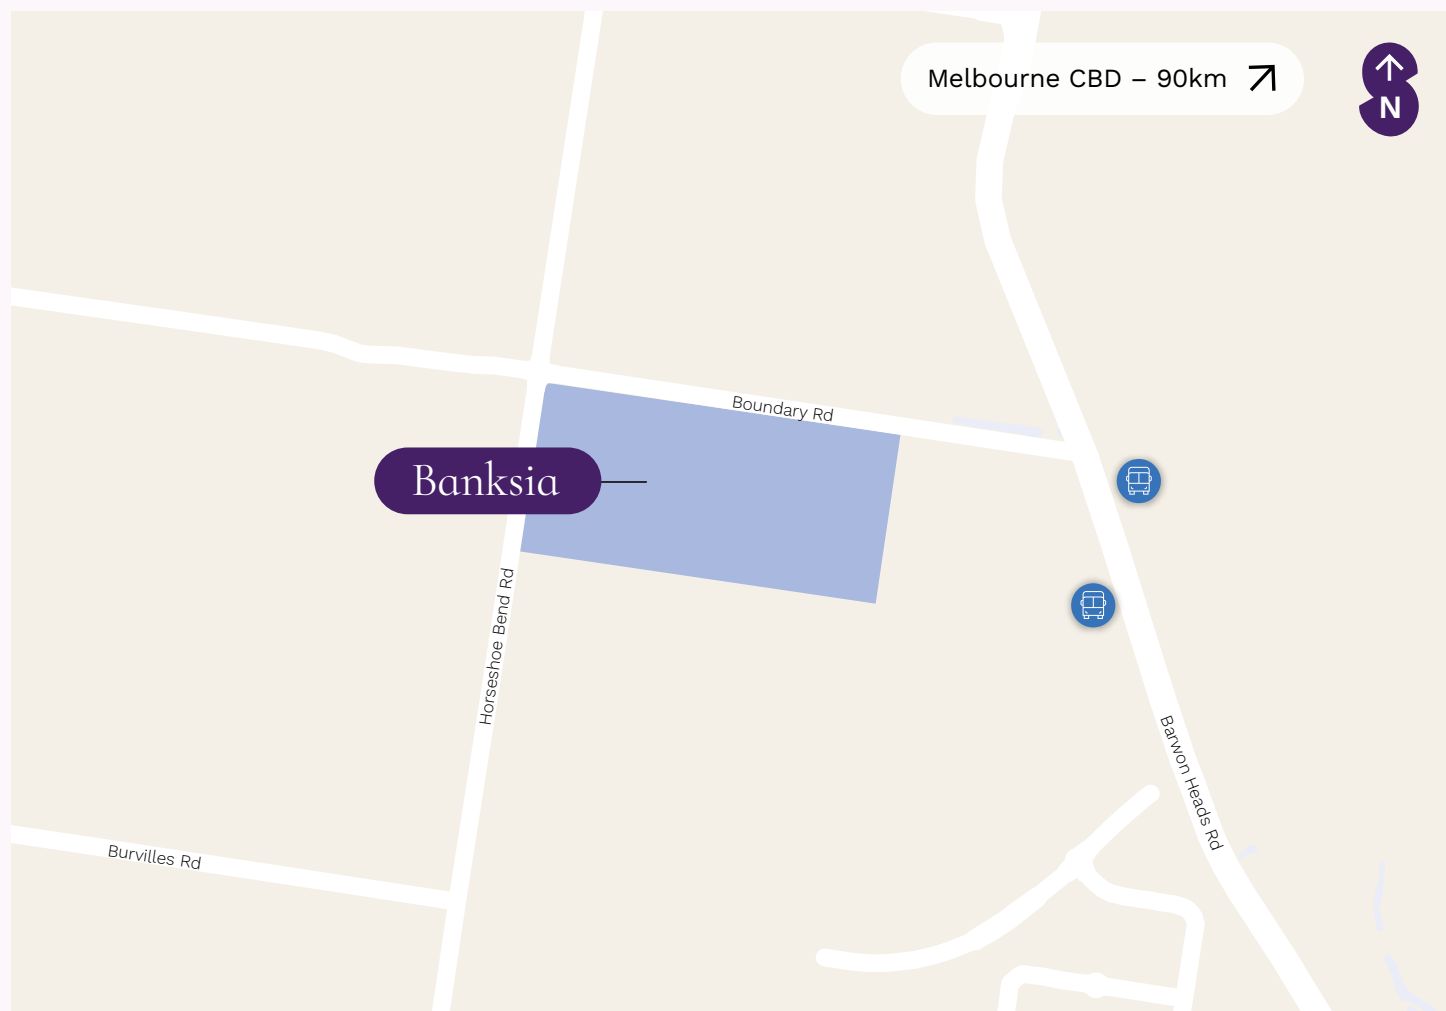 Melbourne CBD – 90km
N
Boundary Rd
Banksia
Horseshoe Bend Rd
Barwon Heads Rd
Burvilles Rd